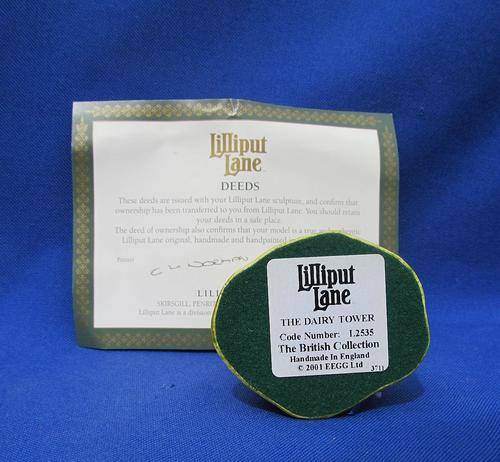 Lilliput
Lane
DEEDS
These deeds are issued with your Lilliput Lane sculpture, and confirm that
ownership has been transferred to you from Lilliput Lane. You should retain
your deeds in a safe place.
The deed of ownership also confirms that your model is a true
Lilliput Lane original, handmade and handpainted
Painter
SKIRSGILL,
Lilliput Lane is a division
Lilliput
Lane
THE DAIRY TOWER
Code Number: L2535
The British Collection
Handmade In England
© 2001 EEGG Ltd
3711